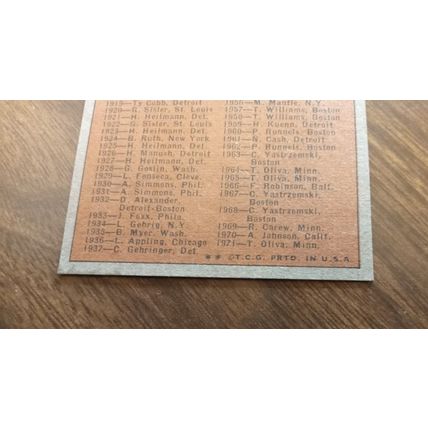 1919—Ty Cobb, Detroit
1920—G. Sisler, St. Louis
1921—H. Heilmann, Det.
1922—G. Sisler, St. Louis
1923—H. Heilmann, Det.
1924—B. Ruth, New York
1925—H. Heilmann, Det.
1926—H. Manush, Detroit
1927—H. Heilmann, Det.
1928—G. Goslin, Wash.
1929—L. Fonseca, Cleve.
1930—A. Simmons, Phil.
1931—A. Simmons, Phil.
1932—D. Alexander,
Detroit-Boston
1933—J. Foxx, Phila.
1934—L. Gehrig, N.Y.
1935—B. Myer, Wash.
1936—L. Appling, Chicago
1937—C. Gehringer, Det.
1956—M. Mantle, N.Y.
1957—T. Williams, Boston
1958—T. Williams, Boston
1959—H. Kuenn, Detroit
1960—P. Runnels, Boston
1961—N. Cash, Detroit
1962—P. Runnels, Boston
1963—C. Yastrzemski,
Boston
1964—T. Oliva, Minn.
1965—T. Oliva, Minn.
1966—F. Robinson, Balt.
1967—C. Yastrzemski,
Boston
1968—C. Yastrzemski,
Boston
1969—R. Carew, Minn.
1970—A. Johnson, Calif.
1971—T. Oliva, Minn.
** ©T.C.G. PRTD. IN U.S.A